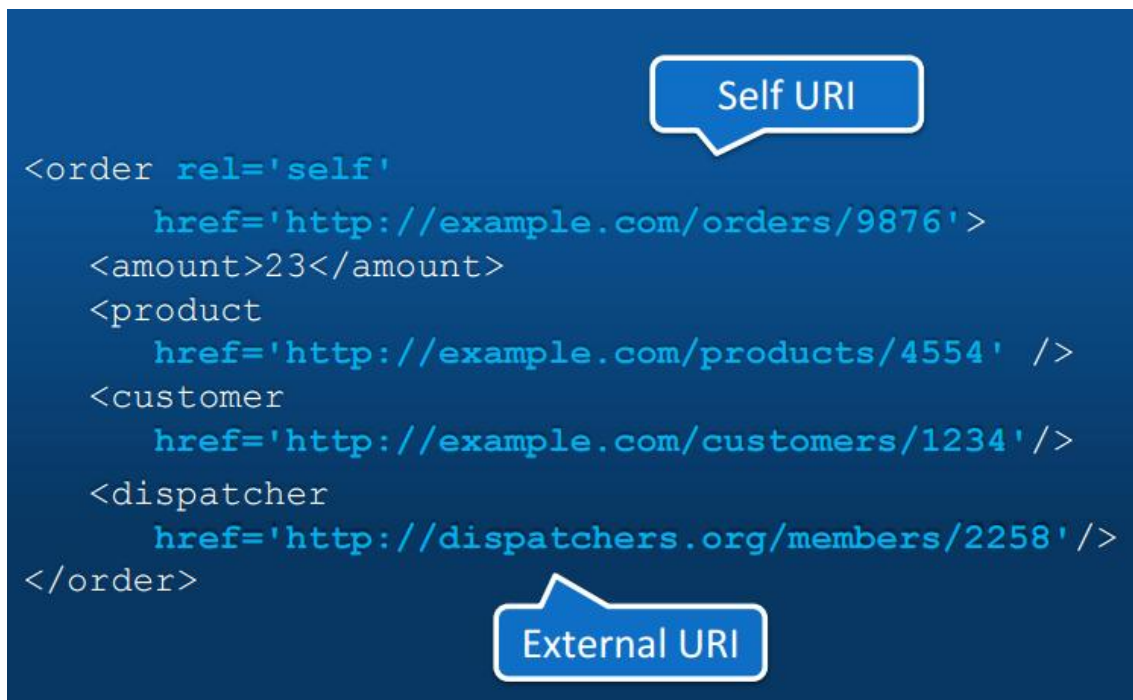 Self URI
<order rel='self'
href='http://example.com/orders/9876'>
<amount>23</amount>
<product
href='http://example.com/products/4554' />
<customer
href='http://example.com/customers/1234'/>
<dispatcher
href='http://dispatchers.org/members/2258'/>
</order>
External URI